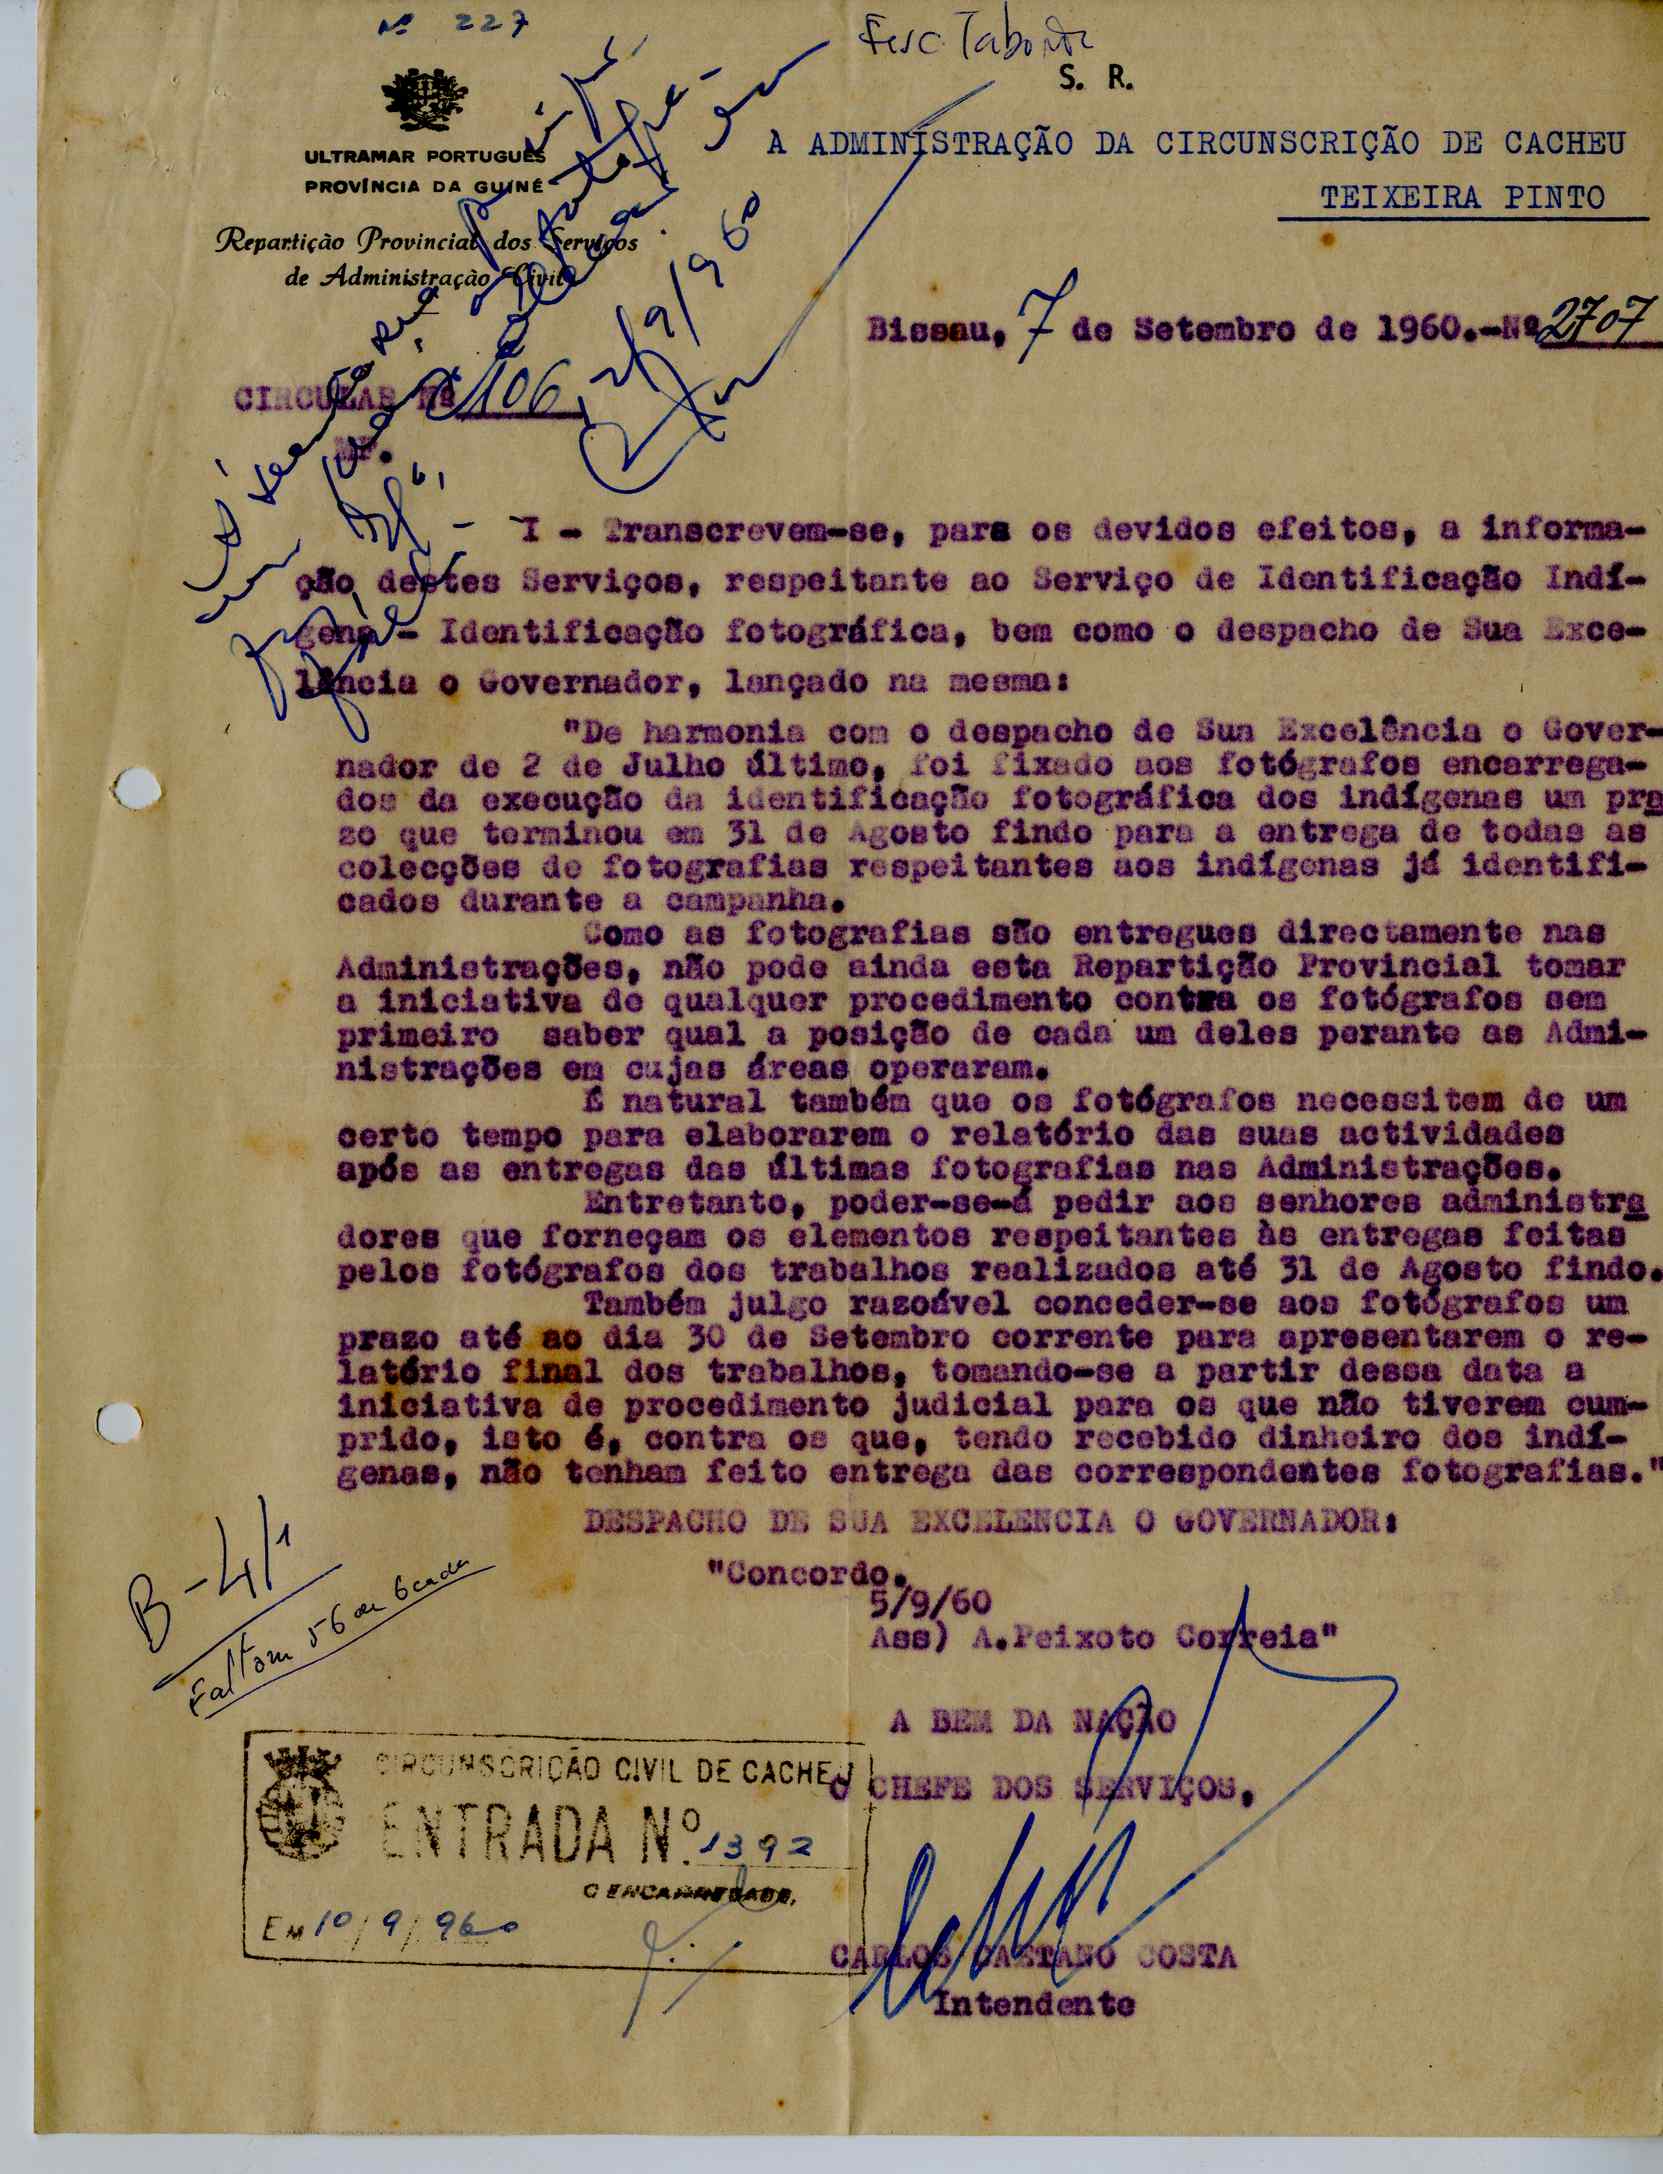 Nº 227
S. R.
ULTRAMAR PORTUGUÊS
PROVÍNCIA DA GUINÉ
Repartição Provincial dos Serviços
de Administração Civil
A ADMINISTRAÇÃO DA CIRCUNSCRIÇÃO DE CACHEU
TEIXEIRA PINTO
Bissau, 7 de Setembro de 1960.-Nº 2707
CIRCULAR Nº 106
/9/960
I - Transcrevem-se, para os devidos efeitos, a informa-
ção destes Serviços, respeitante ao Serviço de Identificação Indí-
gena - Identificação fotográfica, bem como o despacho de Sua Exce-
lência o Governador, lançado na mesma:
"De harmonia com o despacho de Sua Excelência o Gover-
nador de 2 de Julho último, foi fixado aos fotógrafos encarrega-
dos da execução da identificação fotográfica dos indígenas um pra
zo que terminou em 31 de Agosto findo para a entrega de todas as
colecções de fotografias respeitantes aos indígenas já identifi-
cados durante a campanha.
Como as fotografias são entregues directamente nas
Administrações, não pode ainda esta Repartição Provincial tomar
a iniciativa de qualquer procedimento contra os fotógrafos sem
primeiro saber qual a posição de cada um deles perante as Admi-
nistrações em cujas áreas operaram.
É natural também que os fotógrafos necessitem de um
certo tempo para elaborarem o relatório das suas actividades
após as entregas das últimas fotografias nas Administrações.
Entretanto, poder-se-á pedir aos senhores administra
dores que forneçam os elementos respeitantes às entregas feitas
pelos fotógrafos dos trabalhos realizados até 31 de Agosto findo.
Também julgo razoável conceder-se aos fotógrafos um
prazo até ao dia 30 de Setembro corrente para apresentarem o re-
latório final dos trabalhos, tomando-se a partir dessa data a
iniciativa de procedimento judicial para os que não tiverem cum-
prido, isto é, contra os que, tendo recebido dinheiro dos indí-
genas, não tenham feito entrega das correspondentes fotografias."
DESPACHO DE SUA EXCELENCIA O GOVERNADOR:
"Concordo.
5/9/60
Ass) A.Peixoto Correia"
B-4/1
Faltam 56
A BEM DA NAÇÃO
O CHEFE DOS SERVIÇOS,
CARLOS CAETANO COSTA
Intendente
CIRCUNSCRIÇÃO CIVIL DE CACHEU
ENTRADA N.º 1392
O ENCARREGADO,
EM 10/9/960